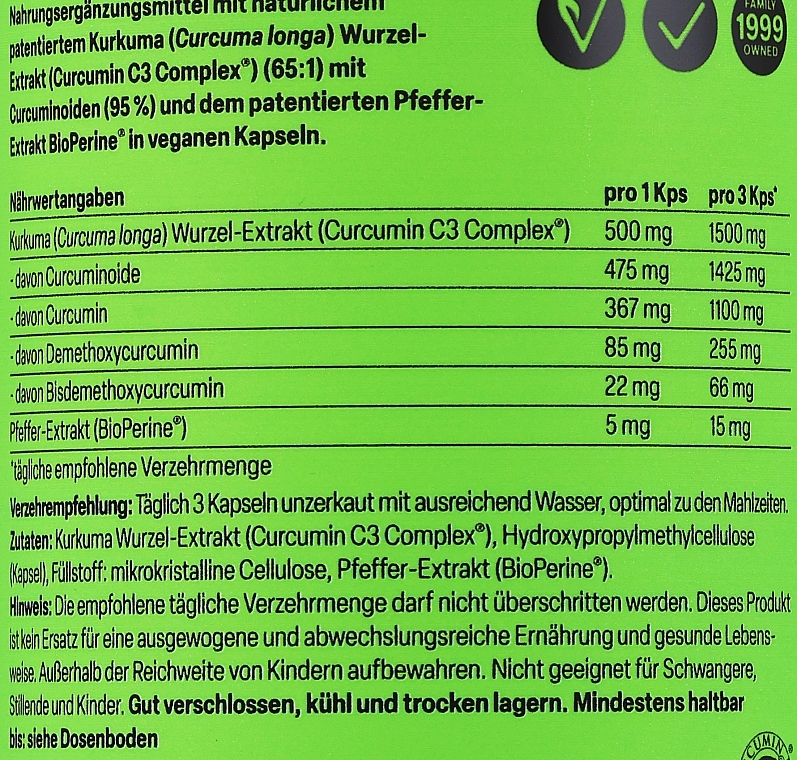 Nahrungsergänzungsmittel mit natürlichem
patentiertem Kurkuma (Curcuma longa) Wurzel-
Extrakt (Curcumin C3 Complex®) (65:1) mit
Curcuminoiden (95 %) und dem patentierten Pfeffer-
Extrakt BioPerine® in veganen Kapseln.
FAMILY
1999
OWNED
Nährwertangaben pro 1 Kps pro 3 Kps*
Kurkuma (Curcuma longa) Wurzel-Extrakt (Curcumin C3 Complex®) 500 mg 1500 mg
- davon Curcuminoide 475 mg 1425 mg
- davon Curcumin 367 mg 1100 mg
- davon Demethoxycurcumin 85 mg 255 mg
- davon Bisdemethoxycurcumin 22 mg 66 mg
Pfeffer-Extrakt (BioPerine®) 5 mg 15 mg
*tägliche empfohlene Verzehrmenge
Verzehrempfehlung: Täglich 3 Kapseln unzerkaut mit ausreichend Wasser, optimal zu den Mahlzeiten.
Zutaten: Kurkuma Wurzel-Extrakt (Curcumin C3 Complex®), Hydroxypropylmethylcellulose
(Kapsel), Füllstoff: mikrokristalline Cellulose, Pfeffer-Extrakt (BioPerine®).
Hinweis: Die empfohlene tägliche Verzehrmenge darf nicht überschritten werden. Dieses Produkt
ist kein Ersatz für eine ausgewogene und abwechslungsreiche Ernährung und gesunde Lebens-
weise. Außerhalb der Reichweite von Kindern aufbewahren. Nicht geeignet für Schwangere,
Stillende und Kinder. Gut verschlossen, kühl und trocken lagern. Mindestens haltbar
bis: siehe Dosenboden